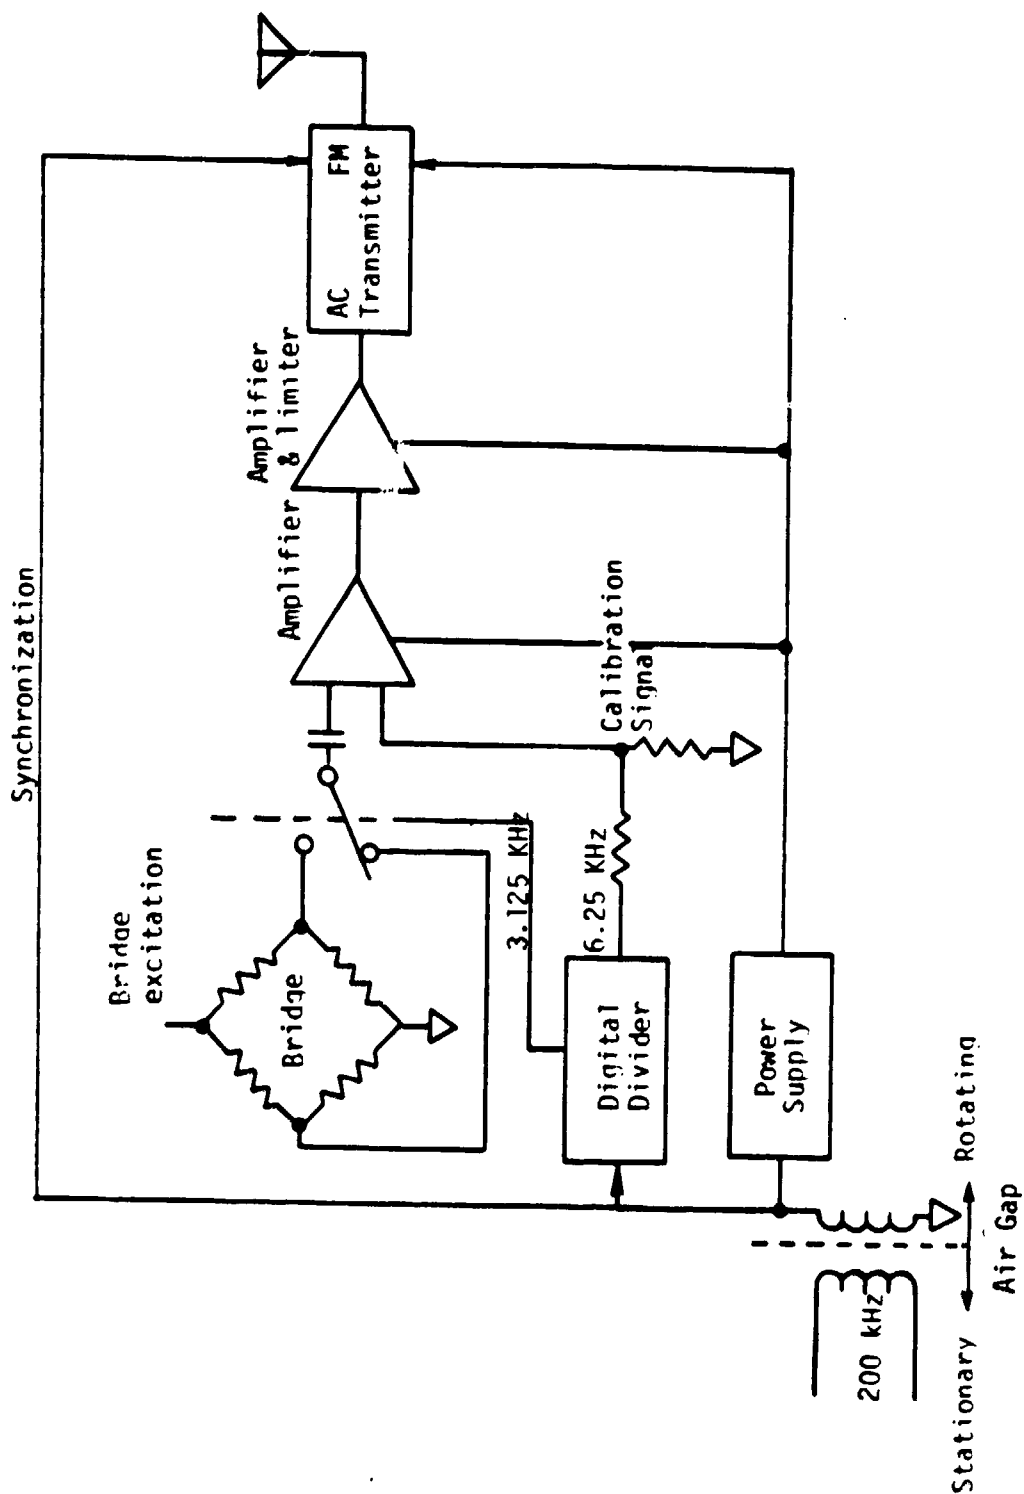 Synchronization
Bridge
excitation
Bridge
Amplifier
Amplifier
& limiter
AC FM
Transmitter
3.125 KHz
6.25 KHz
Calibration
Signal
Digital
Divider
Power
Supply
200 kHz
Stationary
Rotating
Air Gap